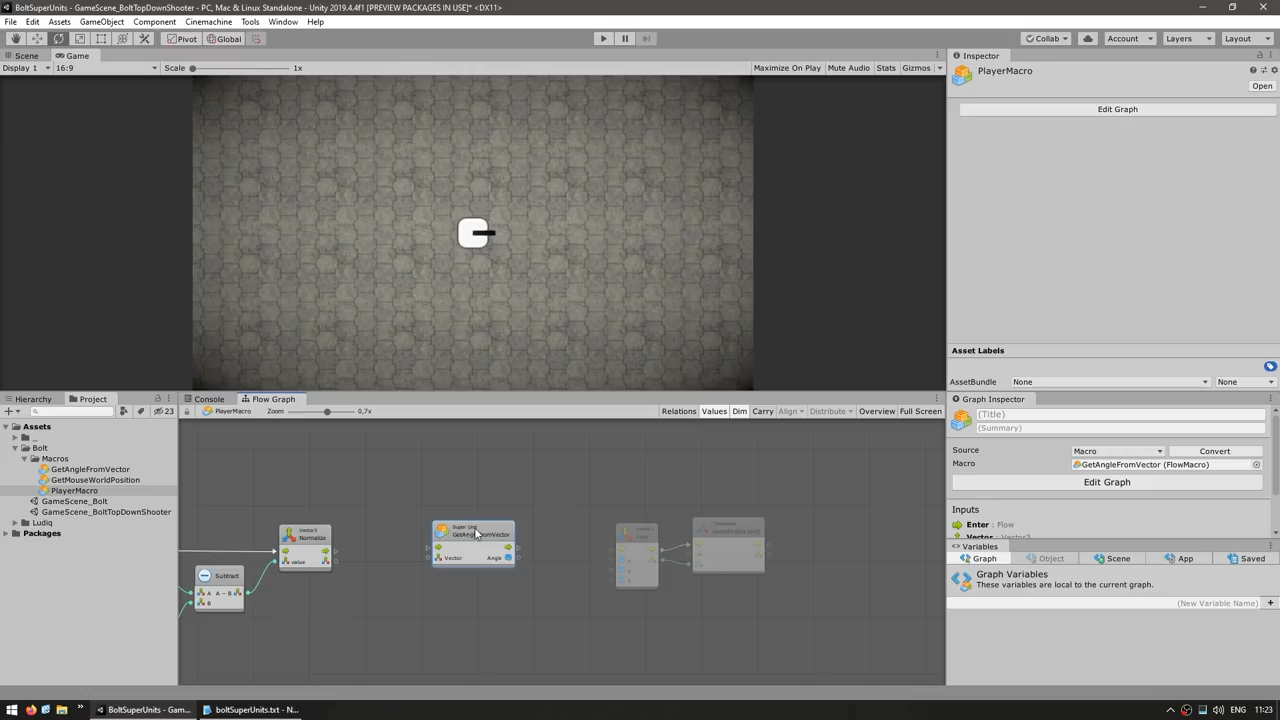 BoltSuperUnits - GameScene_BoltTopDownShooter - PC, Mac & Linux Standalone - Unity 2019.4.4f1 [PREVIEW PACKAGES IN USE]* <DX11>
File Edit Assets GameObject Component Cinemachine Tools Window Help
Pivot Global Collab Account Layers Layout
Scene Game Inspector
Display 1 16:9 Scale 1x Maximize On Play Mute Audio Stats Gizmos
PlayerMacro
Open
Edit Graph
Asset Labels
AssetBundle None None
Hierarchy Project Console Flow Graph Graph Inspector
23 PlayerMacro Zoom 0,7x Relations Values Dim Carry Align Distribute Overview Full Screen
(Title)
(Summary)
Assets
_
Bolt
Macros
GetAngleFromVector
GetMouseWorldPosition
PlayerMacro
GameScene_Bolt
GameScene_BoltTopDownShooter
Ludiq
Packages
Source Macro Convert
Macro GetAngleFromVector (FlowMacro)
Edit Graph
Inputs
Enter : Flow
Vector : Vector3
Vector3
Normalize
value
Subtract
A A − B
B
Super Unit
Vector Angle
Variables
Graph Object Scene App Saved
Graph Variables
These variables are local to the current graph.
(New Variable Name)
BoltSuperUnits - Gam... boltSuperUnits.txt - N... ENG 11:23